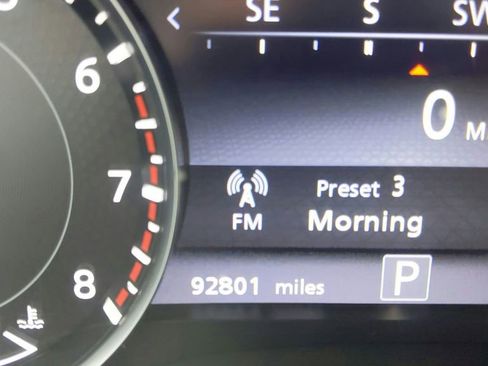 SE S SW
6
0 M
7
Preset 3
FM Morning
8
92801 miles P